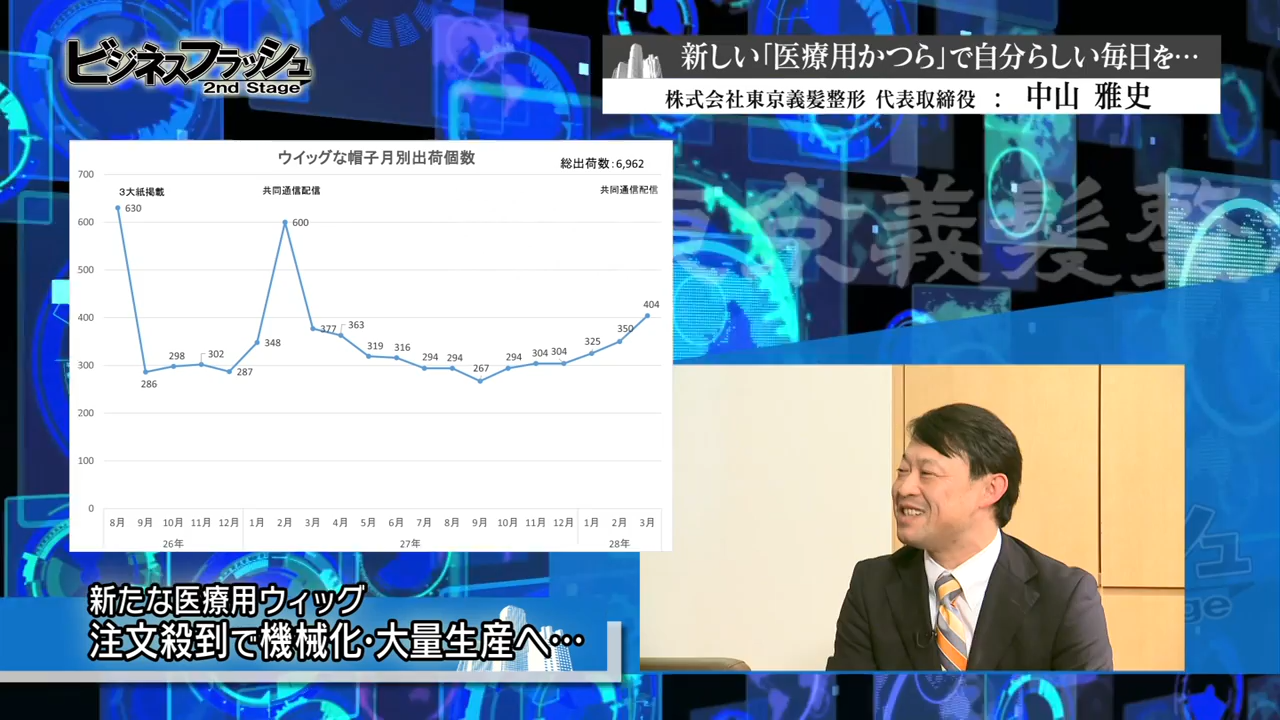 ビジネスフラッシュ
2nd Stage
新しい「医療用かつら」で自分らしい毎日を…
株式会社東京義髪整形 代表取締役 : 中山 雅史
ウイッグな帽子月別出荷個数
総出荷数:6,962
3大紙掲載
共同通信配信
共同通信配信
700
600
500
400
300
200
100
0
630
286
298
302
287
348
600
377
363
319
316
294
294
267
294
304
304
325
350
404
8月 9月 10月 11月 12月 1月 2月 3月 4月 5月 6月 7月 8月 9月 10月 11月 12月 1月 2月 3月
26年 27年 28年
京義髪整
新たな医療用ウィッグ
注文殺到で機械化・大量生産へ…